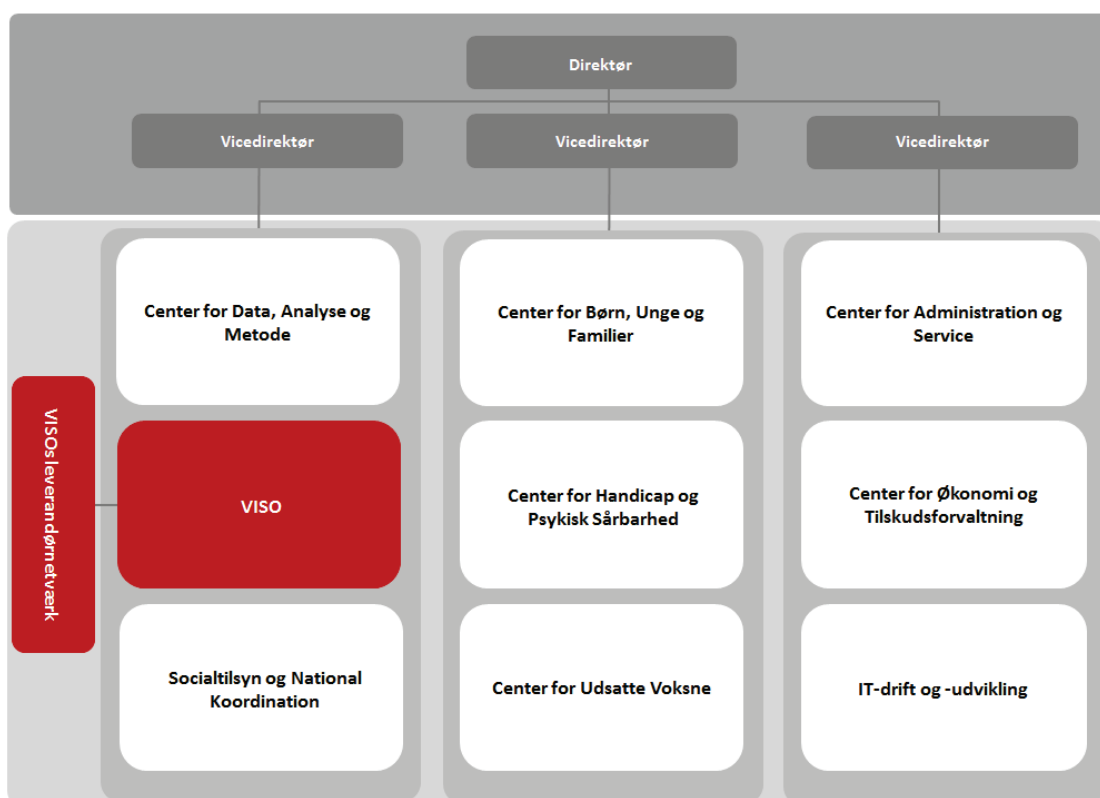 Direktør
Vicedirektør
Vicedirektør
Vicedirektør
Center for Data, Analyse og
Metode
Center for Børn, Unge og
Familier
Center for Administration og
Service
VISOs leverandørnetværk
VISO
Center for Handicap og
Psykisk Sårbarhed
Center for Økonomi og
Tilskudsforvaltning
Socialtilsyn og National
Koordination
Center for Udsatte Voksne
IT-drift og -udvikling